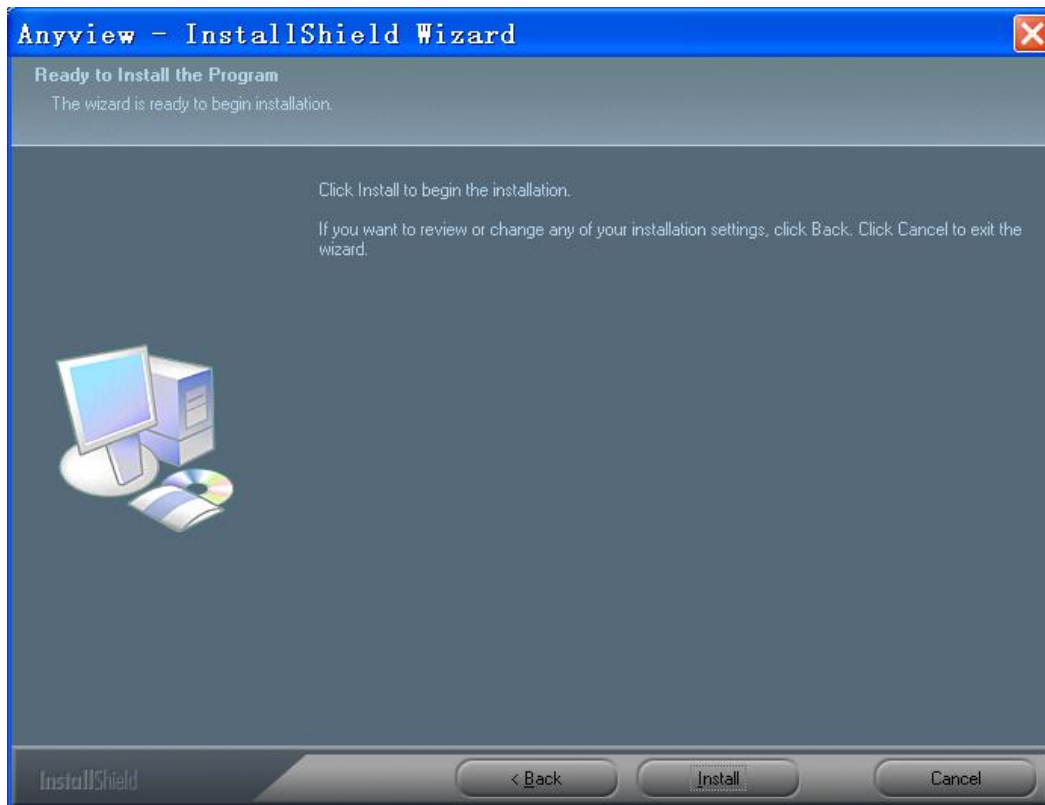 Anyview - InstallShield Wizard
Ready to Install the Program
The wizard is ready to begin installation.
Click Install to begin the installation.
If you want to review or change any of your installation settings, click Back. Click Cancel to exit the
wizard.
InstallShield
< Back
Install
Cancel